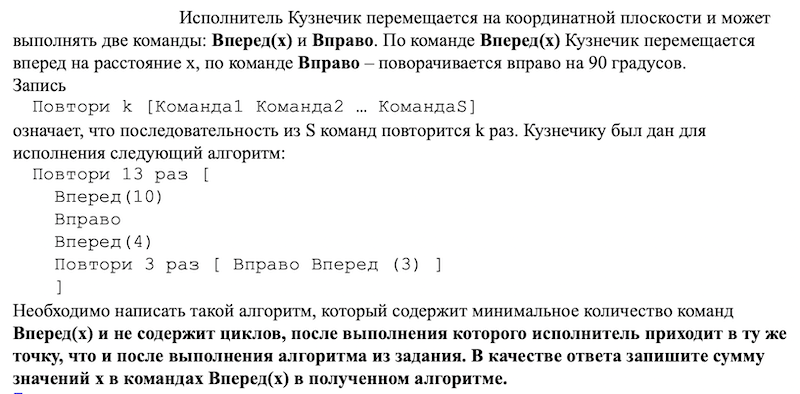 Исполнитель Кузнечик перемещается на координатной плоскости и может
выполнять две команды: Вперед(x) и Вправо. По команде Вперед(x) Кузнечик перемещается
вперед на расстояние x, по команде Вправо – поворачивается вправо на 90 градусов.
Запись
Повтори k [Команда1 Команда2 … КомандаS]
означает, что последовательность из S команд повторится k раз. Кузнечику был дан для
исполнения следующий алгоритм:
Повтори 13 раз [
Вперед(10)
Вправо
Вперед(4)
Повтори 3 раз [ Вправо Вперед (3) ]
]
Необходимо написать такой алгоритм, который содержит минимальное количество команд
Вперед(x) и не содержит циклов, после выполнения которого исполнитель приходит в ту же
точку, что и после выполнения алгоритма из задания. В качестве ответа запишите сумму
значений x в командах Вперед(x) в полученном алгоритме.